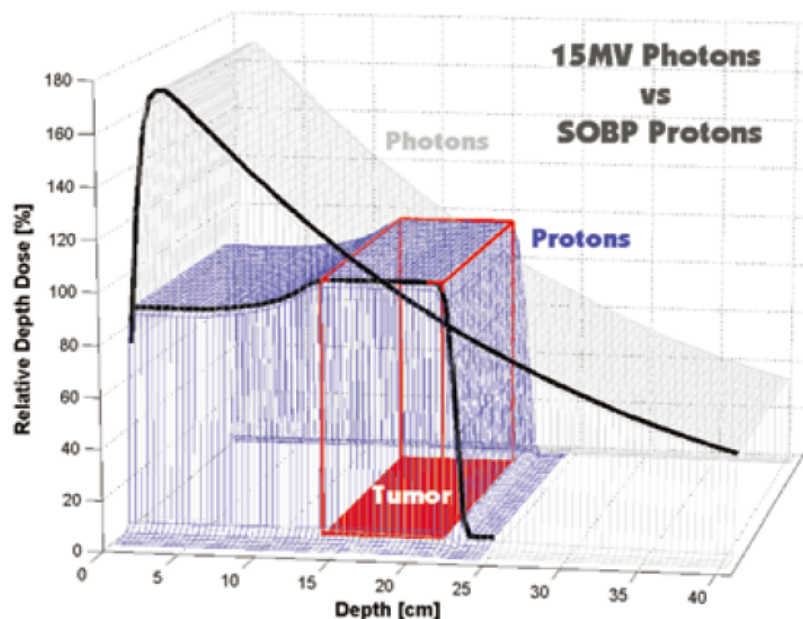 15MV Photons
vs
SOBP Protons
Photons
Protons
Tumor
Relative Depth Dose [%]
180
160
140
120
100
80
60
40
20
0
0
5
10
15
20
25
30
35
40
Depth [cm]